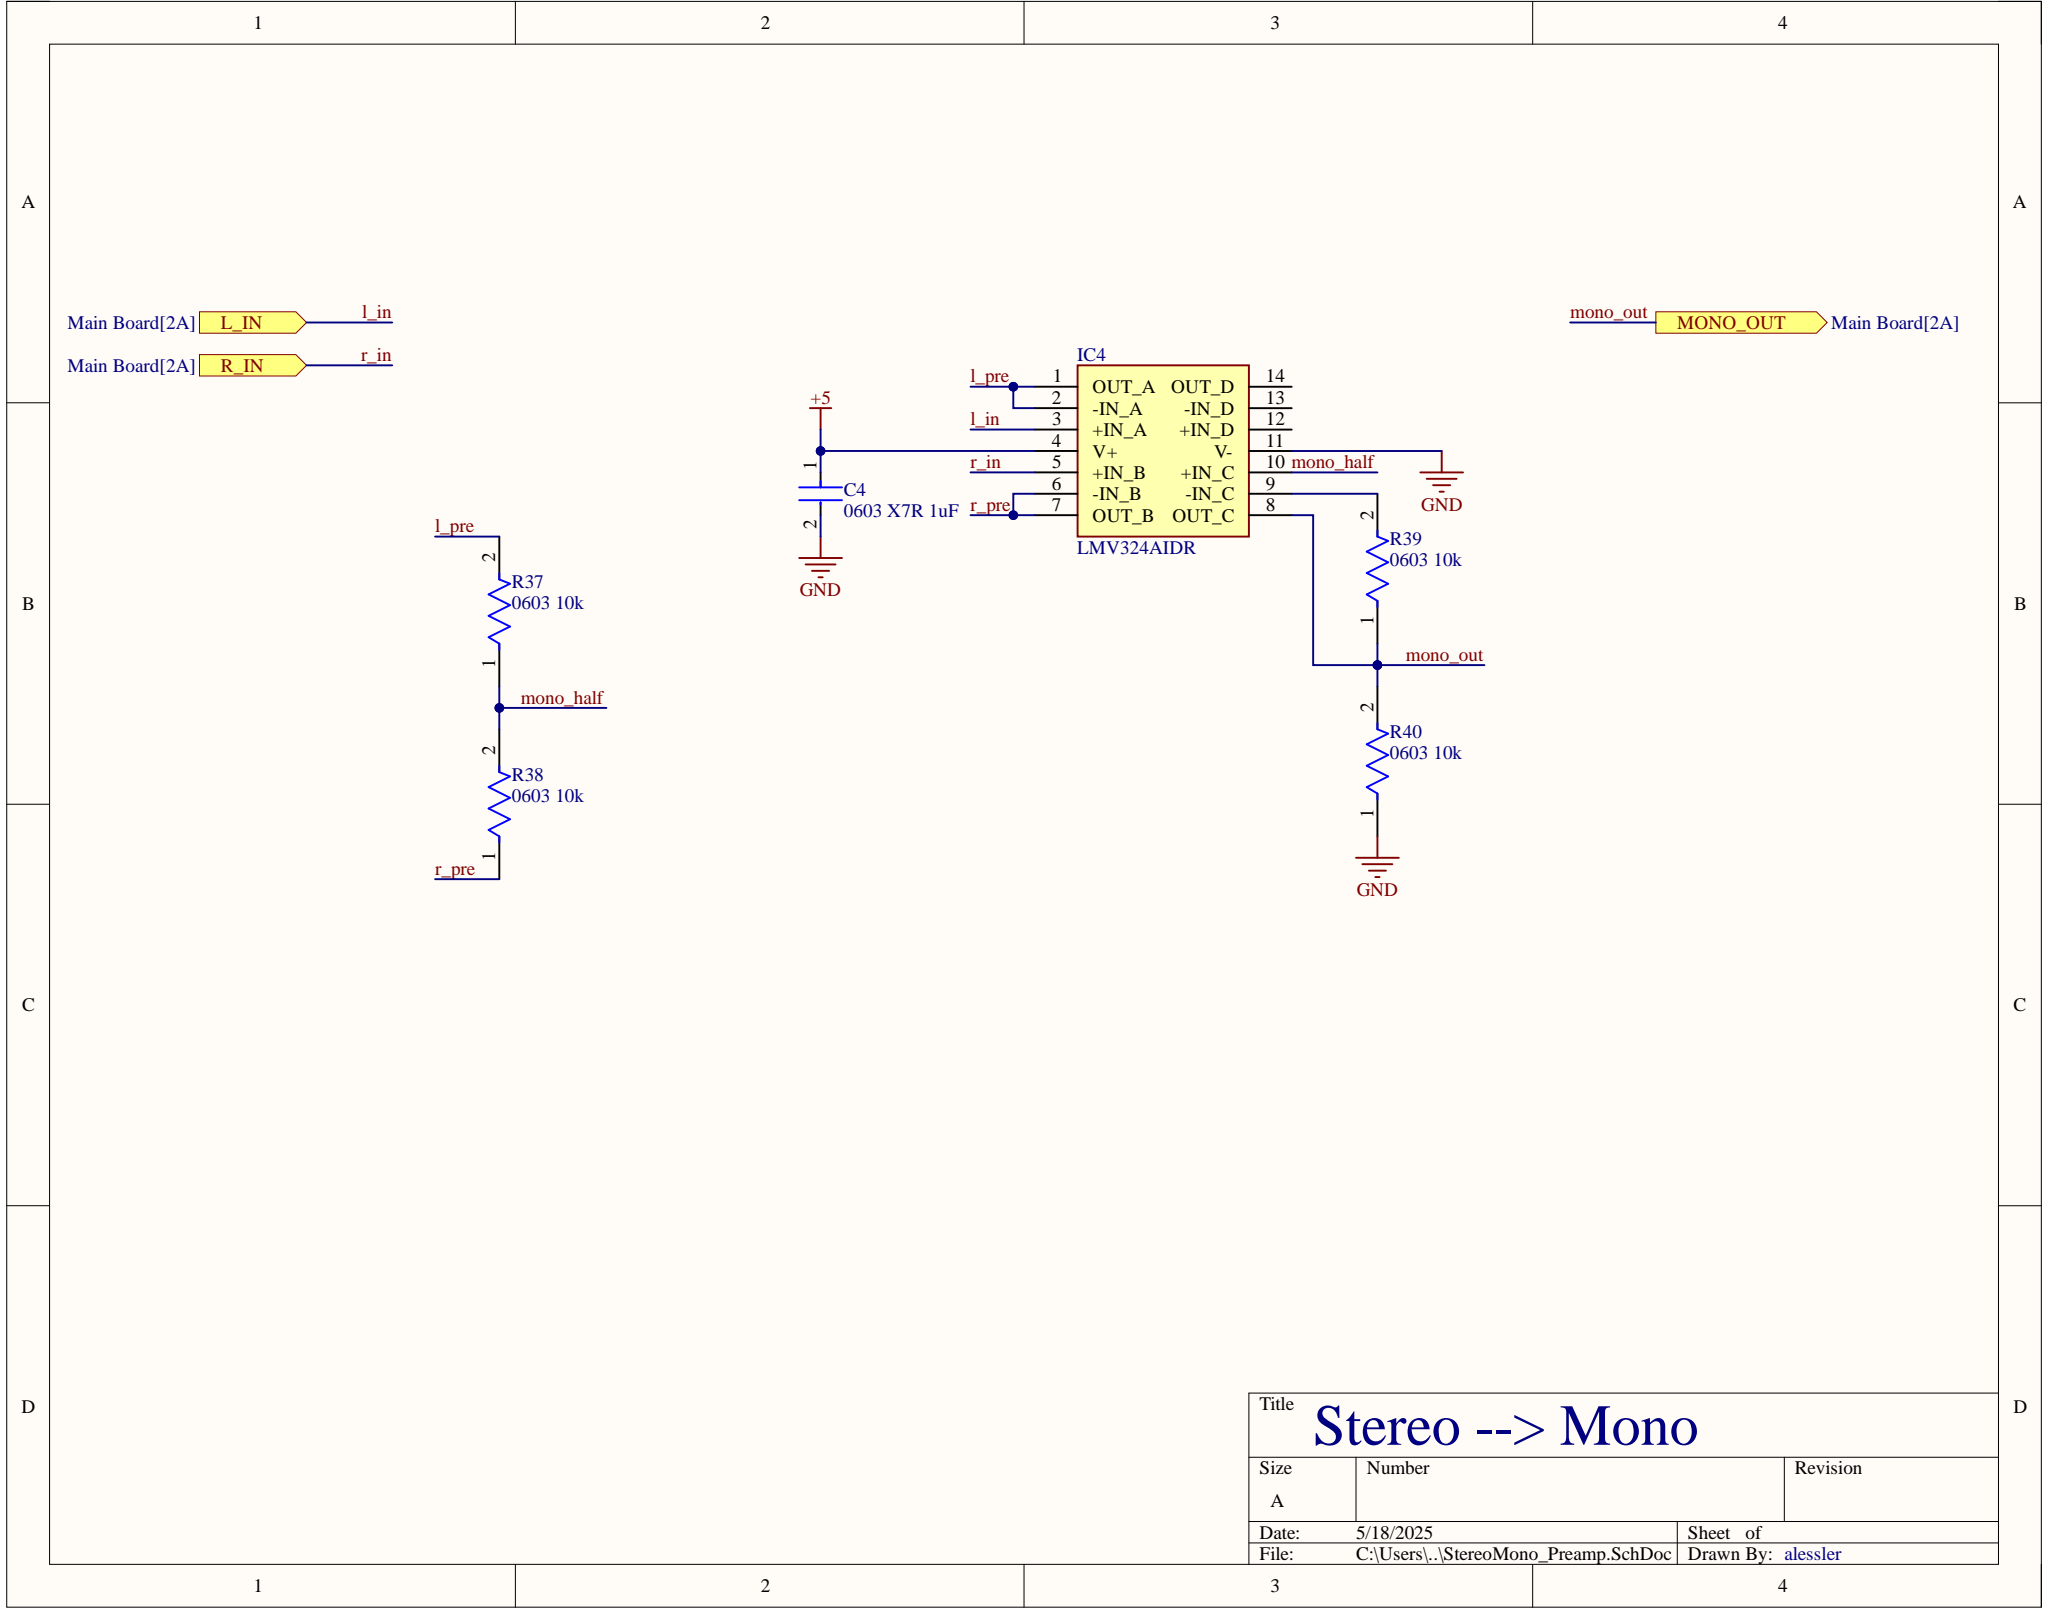 1 2 3 4
A A
l_in mono_out
Main Board[2A] L_IN MONO_OUT Main Board[2A]
r_in
Main Board[2A] R_IN
IC4
l_pre 1 OUT_A OUT_D 14
2 -IN_A -IN_D 13
+5
l_in 3 +IN_A +IN_D 12
4 V+ V- 11
r_in 5 +IN_B +IN_C 10 mono_half
1
6 -IN_B -IN_C 9
C4
0603 X7R 1uF
r_pre 7 OUT_B OUT_C 8
GND
2
2
LMV324AIDR
l_pre
R39
0603 10k
2
GND
R37
0603 10k
B B
1
1
mono_out
mono_half
2
2
R40
0603 10k
R38
0603 10k
1
1
r_pre
GND
C C
D D
Title
Stereo --> Mono
Size Number Revision
A
Date: 5/18/2025 Sheet of
File: C:\Users\..\StereoMono_Preamp.SchDoc Drawn By: alessler
1 2 3 4